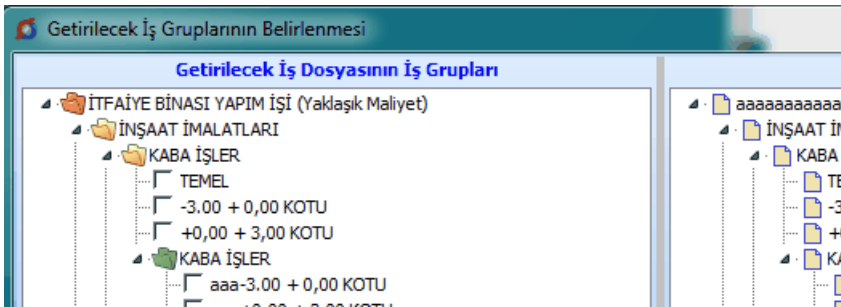 Getirilecek İş Gruplarının Belirlenmesi
Getirilecek İş Dosyasının İş Grupları
İTFAİYE BİNASI YAPIM İŞİ (Yaklaşık Maliyet)
İNŞAAT İMALATLARI
KABA İŞLER
TEMEL
-3.00 + 0,00 KOTU
+0,00 + 3,00 KOTU
KABA İŞLER
aaa-3.00 + 0,00 KOTU
aaaaaaaaaaa
İNŞAAT İ
KABA